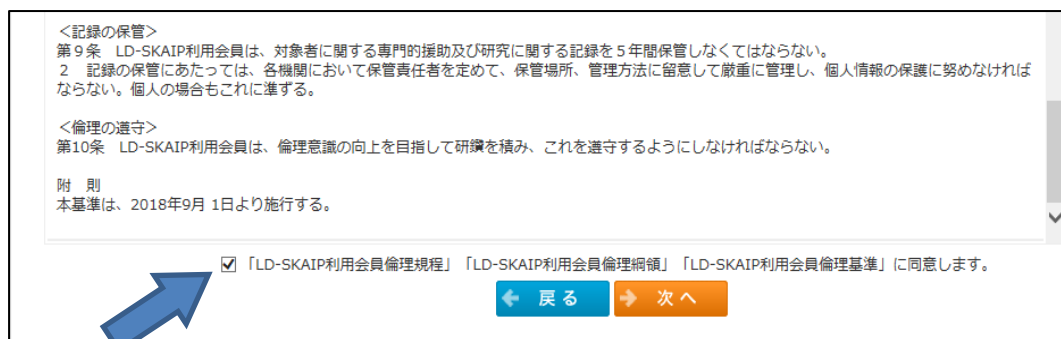 ＜記録の保管＞
第９条　LD-SKAIP利用会員は、対象者に関する専門的援助及び研究に関する記録を５年間保管しなくてはならない。
２　記録の保管にあたっては、各機関において保管責任者を定めて、保管場所、管理方法に留意して厳重に管理し、個人情報の保護に努めなければ
ならない。個人の場合もこれに準ずる。
＜倫理の遵守＞
第10条　LD-SKAIP利用会員は、倫理意識の向上を目指して研鑽を積み、これを遵守するようにしなければならない。
附　則
本基準は、2018年9月 1日より施行する。
「LD-SKAIP利用会員倫理規程」「LD-SKAIP利用会員倫理綱領」「LD-SKAIP利用会員倫理基準」に同意します。
戻る
次へ